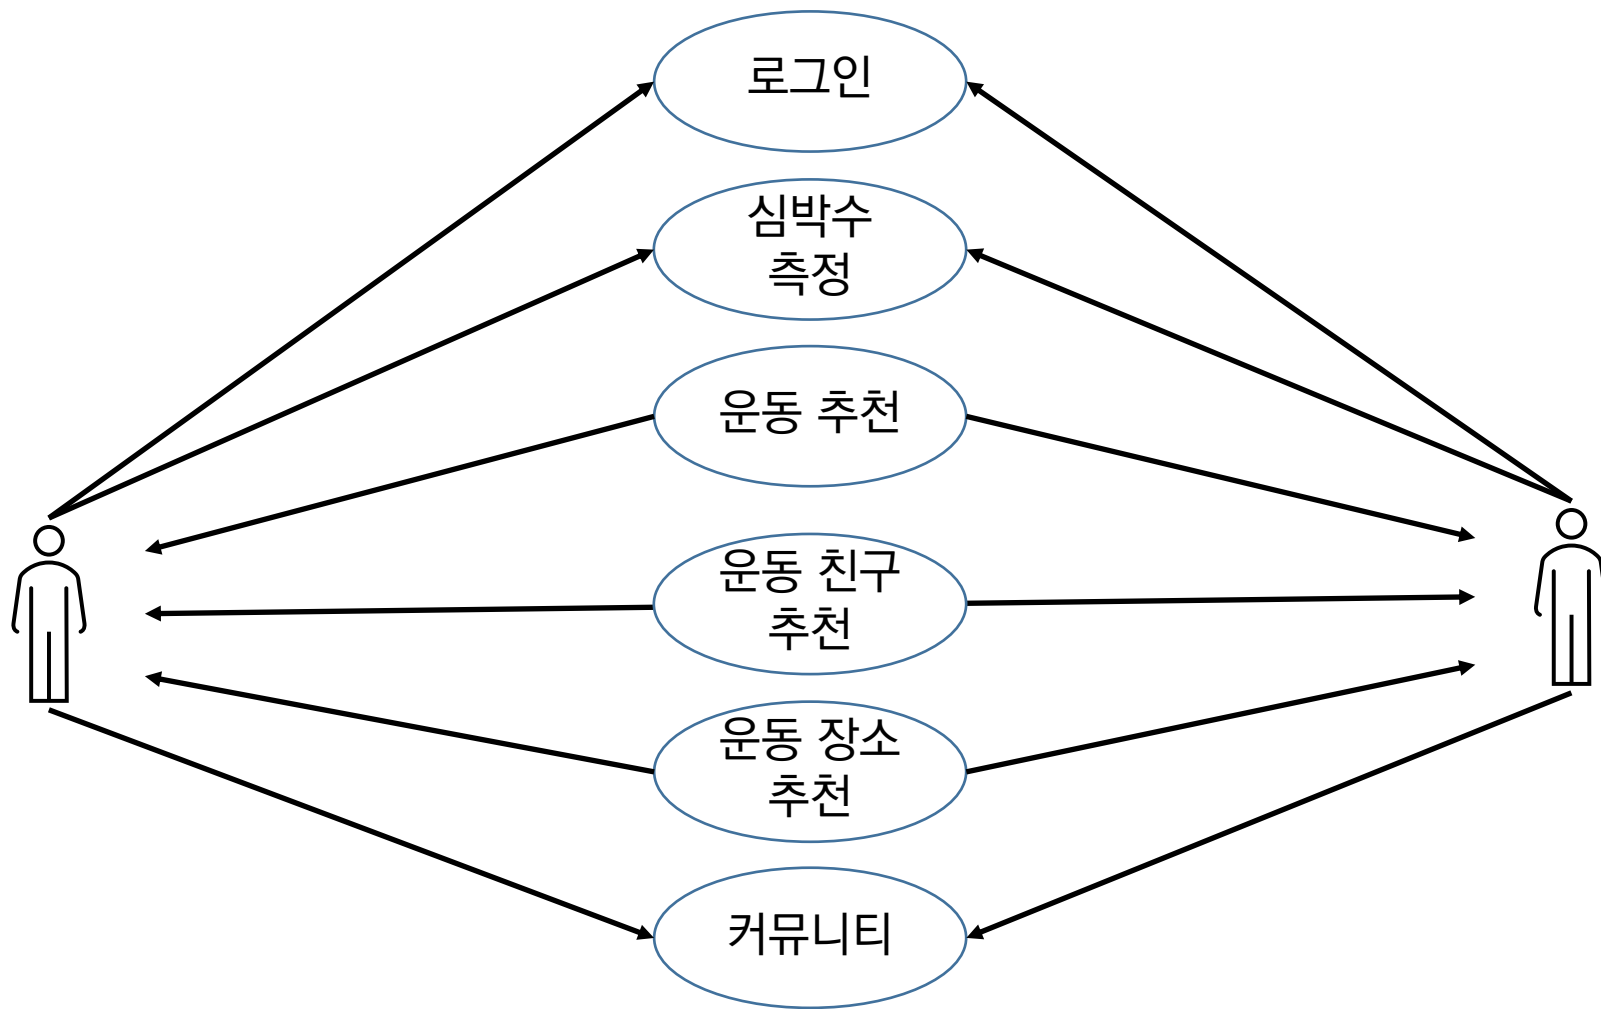 로그인
심박수
측정
운동 추천
운동 친구
추천
운동 장소
추천
커뮤니티